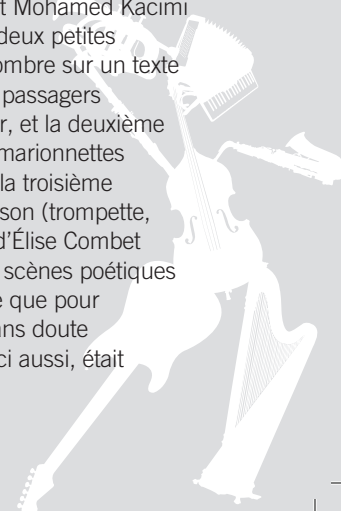 t Mohamed Kacimi
deux petites
ombre sur un texte
passagers
r, et la deuxième
marionnettes
la troisième
son (trompette,
d'Élise Combet
scènes poétiques
e que pour
ans doute
ci aussi, était